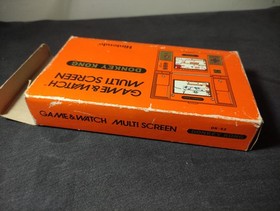 Nintendo
DONKEY KONG
MULTI SCREEN
GAME & WATCH
GAME & WATCH MULTI SCREEN